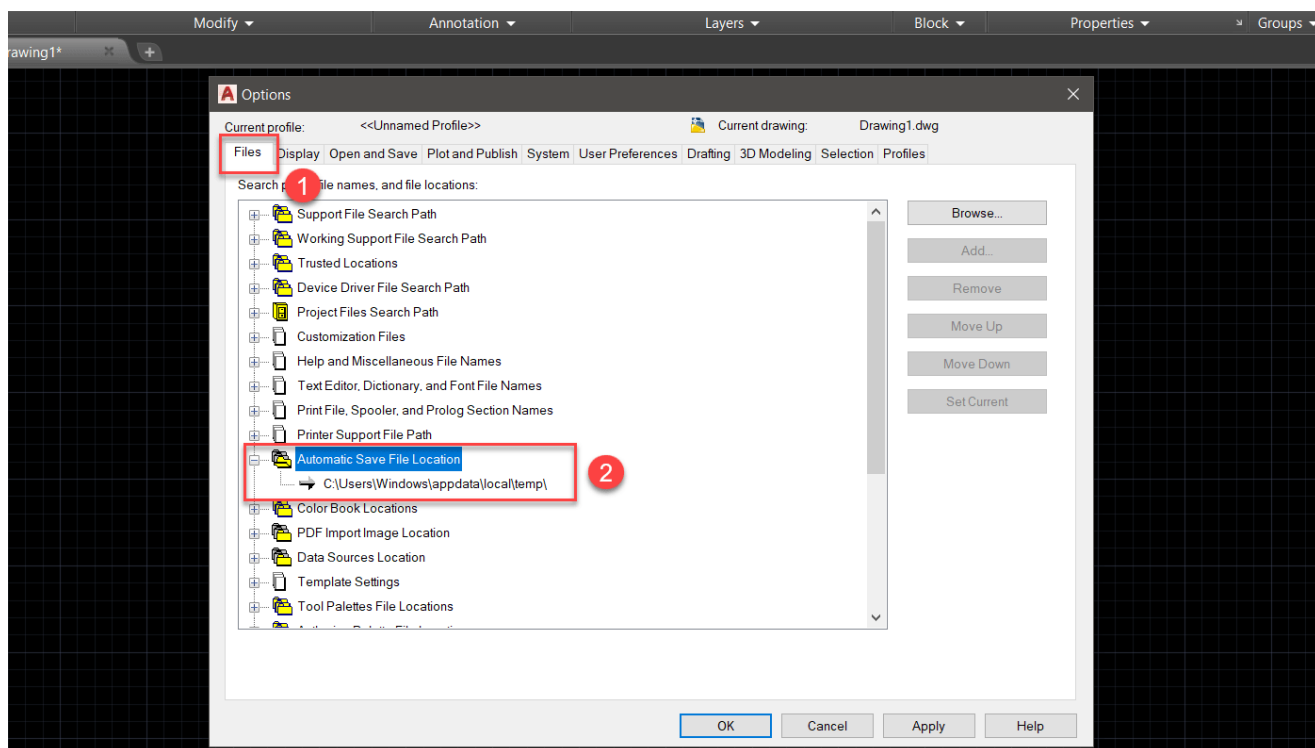 Modify Annotation Layers Block Properties Groups
rawing1*
Options
Current profile: <<Unnamed Profile>> Current drawing: Drawing1.dwg
Files Display Open and Save Plot and Publish System User Preferences Drafting 3D Modeling Selection Profiles
1
Search file names, and file locations:
Support File Search Path
Browse...
Working Support File Search Path
Add...
Trusted Locations
Device Driver File Search Path
Remove
Project Files Search Path
Move Up
Customization Files
Help and Miscellaneous File Names
Move Down
Text Editor, Dictionary, and Font File Names
Set Current
Print File, Spooler, and Prolog Section Names
Printer Support File Path
Automatic Save File Location
2
C:\Users\Windows\appdata\local\temp\
Color Book Locations
PDF Import Image Location
Data Sources Location
Template Settings
Tool Palettes File Locations
OK Cancel Apply Help